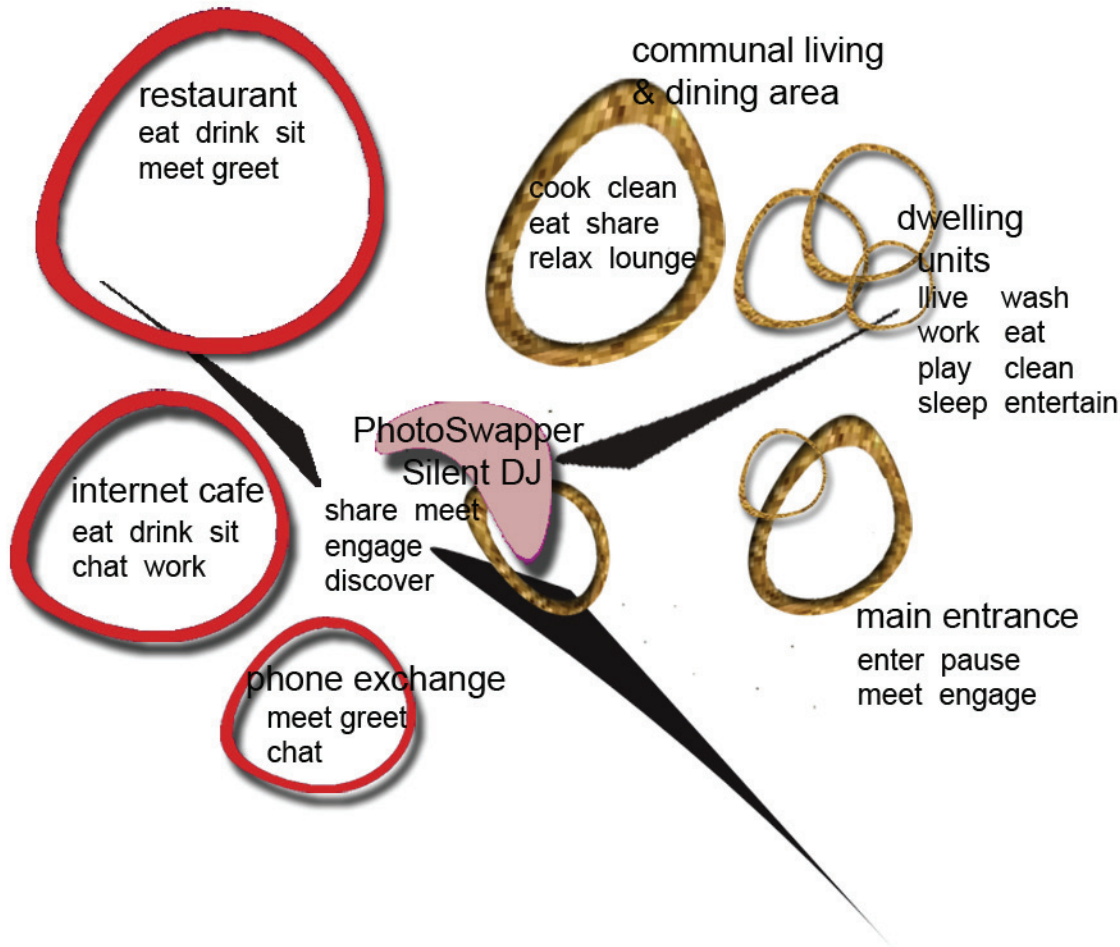 restaurant
eat drink sit
meet greet
communal living
& dining area
cook clean
eat share
relax lounge
dwelling
units
llive wash
work eat
play clean
sleep entertain
PhotoSwapper
Silent DJ
share meet
engage
discover
internet cafe
eat drink sit
chat work
phone exchange
meet greet
chat
main entrance
enter pause
meet engage